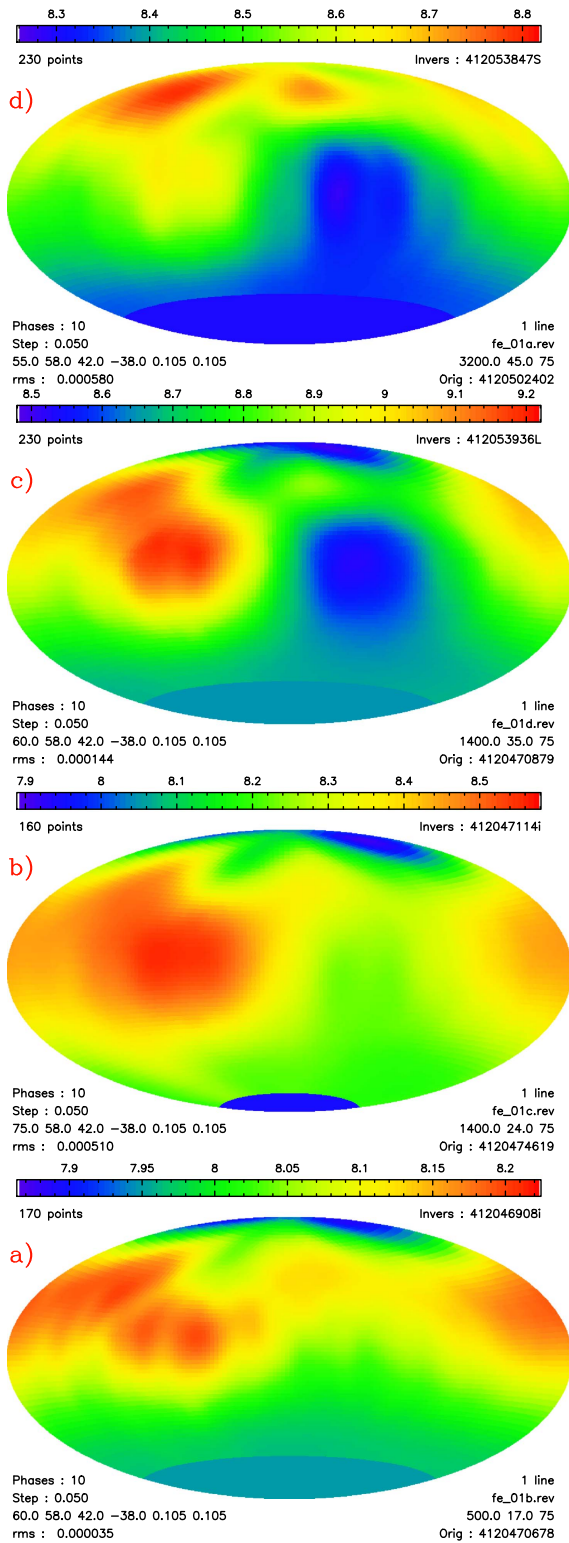 8.3 8.4 8.5 8.6 8.7 8.8
230 points Invers : 412053847S
d)
Phases : 10 1 line
Step : 0.050 fe_01a.rev
55.0 58.0 42.0 −38.0 0.105 0.105 3200.0 45.0 75
rms : 0.000580 Orig : 4120502402
8.5 8.6 8.7 8.8 8.9 9 9.1 9.2
230 points Invers : 412053936L
c)
Phases : 10 1 line
Step : 0.050 fe_01d.rev
60.0 58.0 42.0 −38.0 0.105 0.105 1400.0 35.0 75
rms : 0.000144 Orig : 4120470879
7.9 8 8.1 8.2 8.3 8.4 8.5
160 points Invers : 412047114i
b)
Phases : 10 1 line
Step : 0.050 fe_01c.rev
75.0 58.0 42.0 −38.0 0.105 0.105 1400.0 24.0 75
rms : 0.000510 Orig : 4120474619
7.9 7.95 8 8.05 8.1 8.15 8.2
170 points Invers : 412046908i
a)
Phases : 10 1 line
Step : 0.050 fe_01b.rev
60.0 58.0 42.0 −38.0 0.105 0.105 500.0 17.0 75
rms : 0.000035 Orig : 4120470678